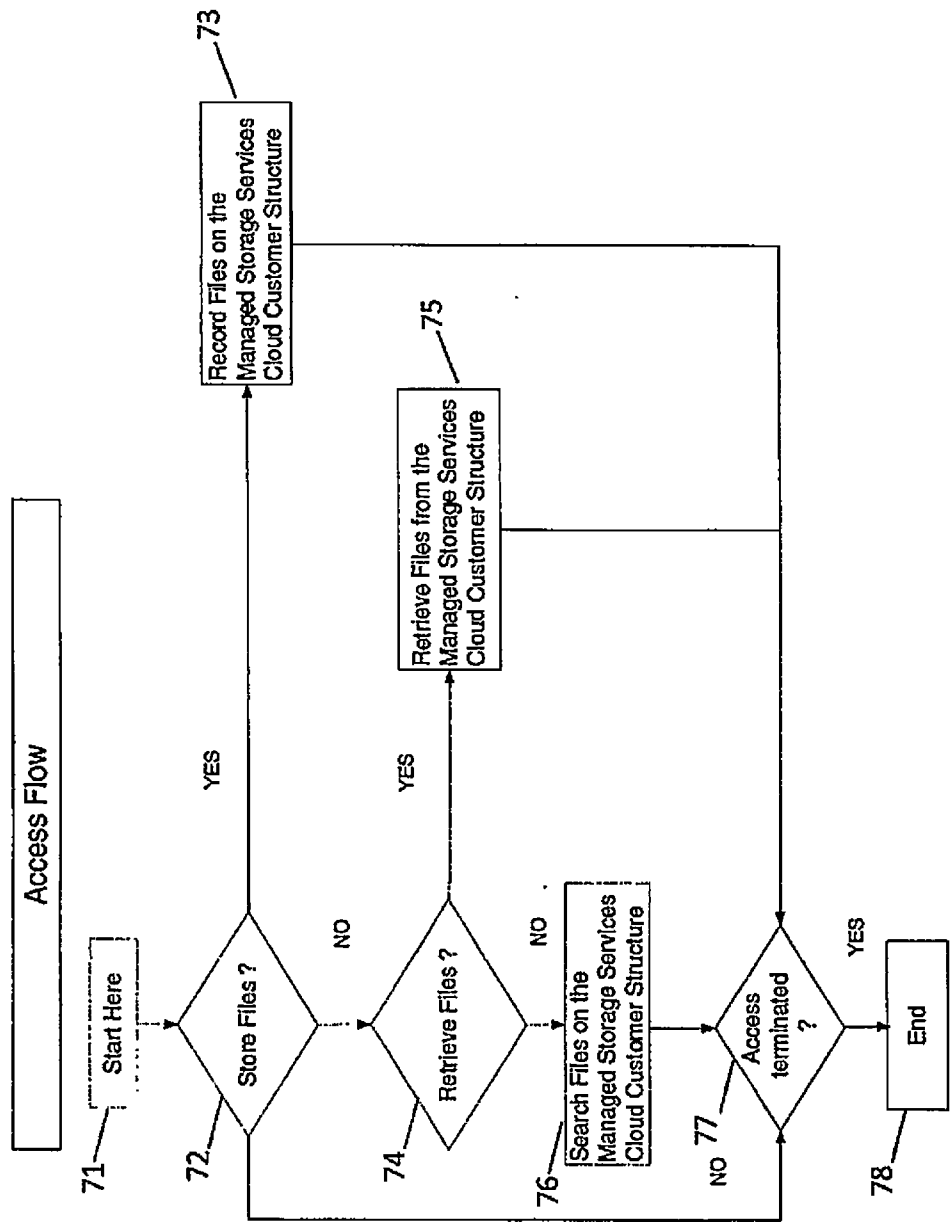 Access Flow
71
Start Here
72
Store Files ?
YES
73
Record Files on the
Managed Storage Services
Cloud Customer Structure
NO
74
Retrieve Files ?
YES
75
Retrieve Files from the
Managed Storage Services
Cloud Customer Structure
NO
76
Search Files on the
Managed Storage Services
Cloud Customer Structure
77
Access
terminated
?
NO
YES
78
End